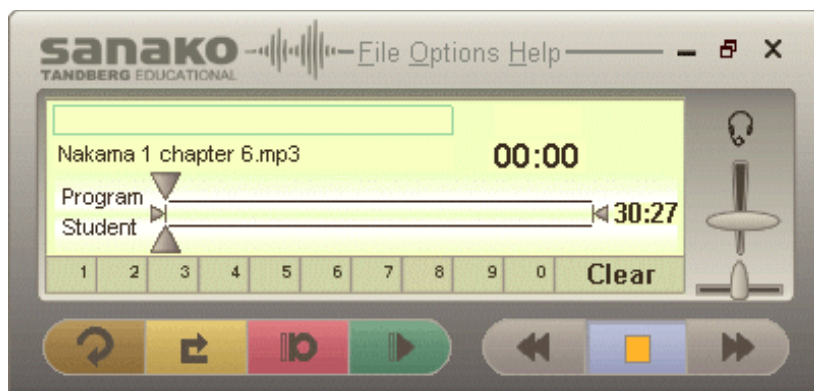 sanako
TANDBERG EDUCATIONAL
File Options Help
Nakama 1 chapter 6.mp3
00:00
Program
Student
30:27
1 2 3 4 5 6 7 8 9 0 Clear